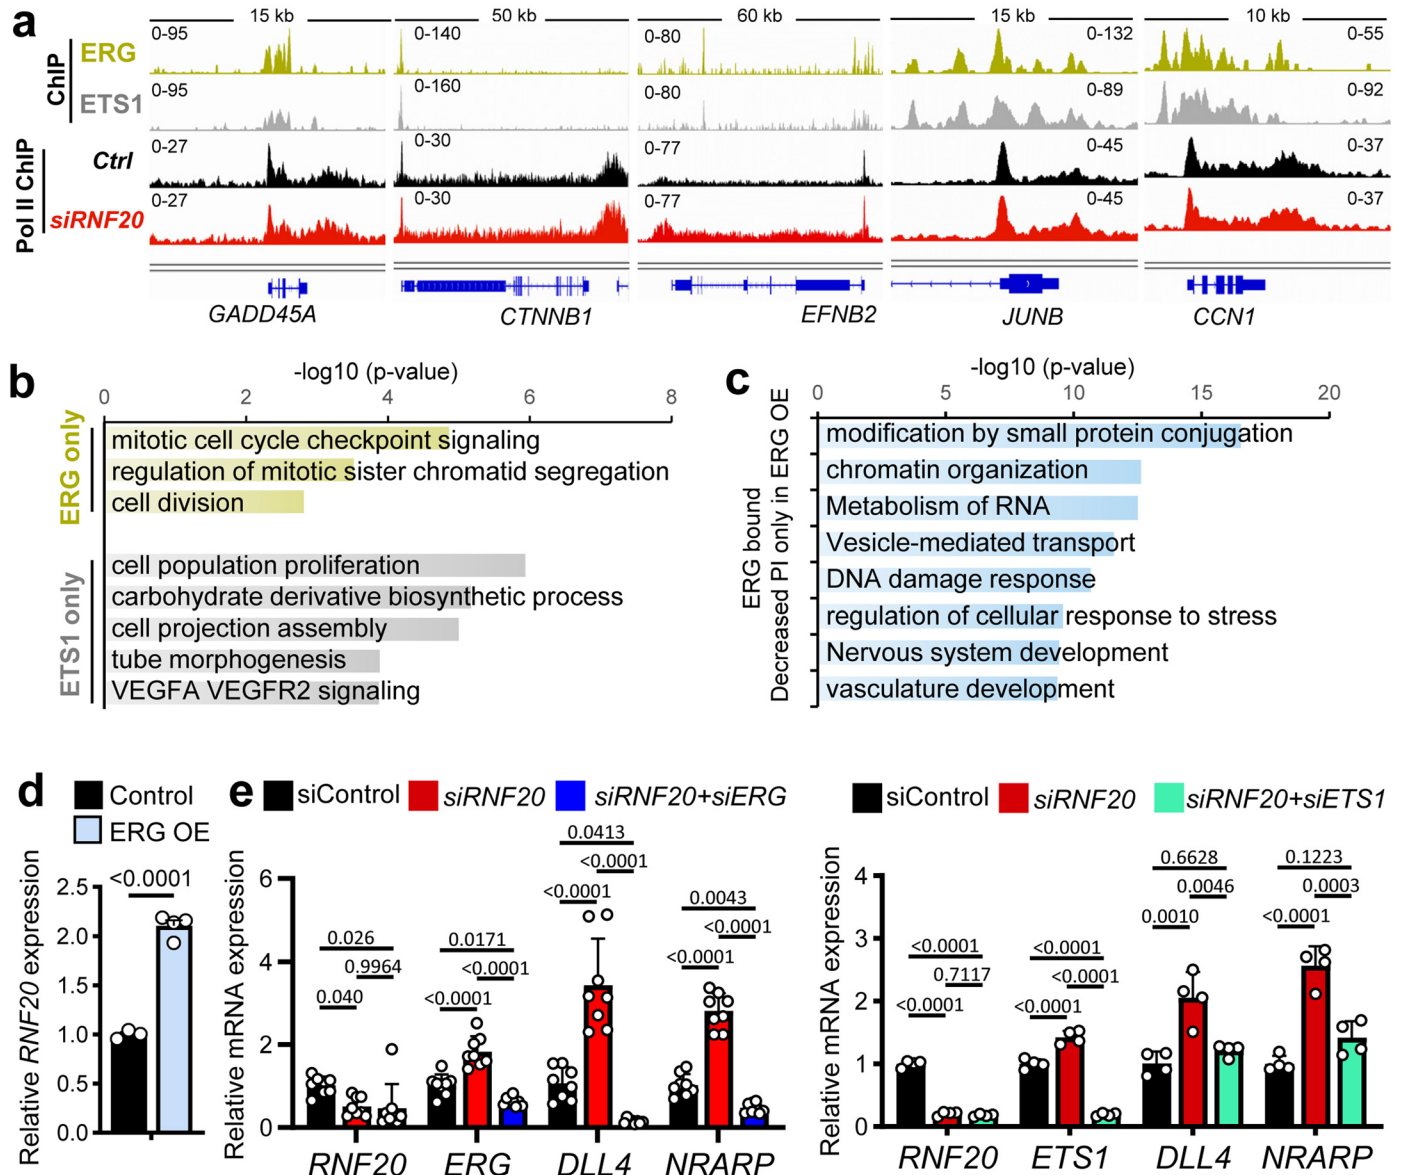 a
15 kb 50 kb 60 kb 15 kb 10 kb
ChIP
ERG
0-95 0-140 0-80 0-132 0-55
ETS1
0-95 0-160 0-80 0-89 0-92
Pol II ChIP
Ctrl
0-27 0-30 0-77 0-45 0-37
siRNF20
0-27 0-30 0-77 0-45 0-37
GADD45A CTNNB1 EFNB2 JUNB CCN1
b
-log10 (p-value)
0 2 4 6 8
ERG only
mitotic cell cycle checkpoint signaling
regulation of mitotic sister chromatid segregation
cell division
ETS1 only
cell population proliferation
carbohydrate derivative biosynthetic process
cell projection assembly
tube morphogenesis
VEGFA VEGFR2 signaling
c
-log10 (p-value)
0 5 10 15 20
ERG bound
Decreased PI only in ERG OE
modification by small protein conjugation
chromatin organization
Metabolism of RNA
Vesicle-mediated transport
DNA damage response
regulation of cellular response to stress
Nervous system development
vasculature development
d
Control
ERG OE
Relative RNF20 expression
<0.0001
2.5
2.0
1.5
1.0
0.5
0.0
e
siControl siRNF20 siRNF20+siERG
Relative mRNA expression
6
4
2
0
0.026
0.9964
0.040
0.0171
<0.0001
<0.0001
0.0413
<0.0001
<0.0001
0.0043
<0.0001
<0.0001
RNF20 ERG DLL4 NRARP
siControl siRNF20 siRNF20+siETS1
Relative mRNA expression
4
3
2
1
0
<0.0001
0.7117
<0.0001
<0.0001
<0.0001
<0.0001
0.6628
0.0046
0.0010
0.1223
0.0003
<0.0001
RNF20 ETS1 DLL4 NRARP